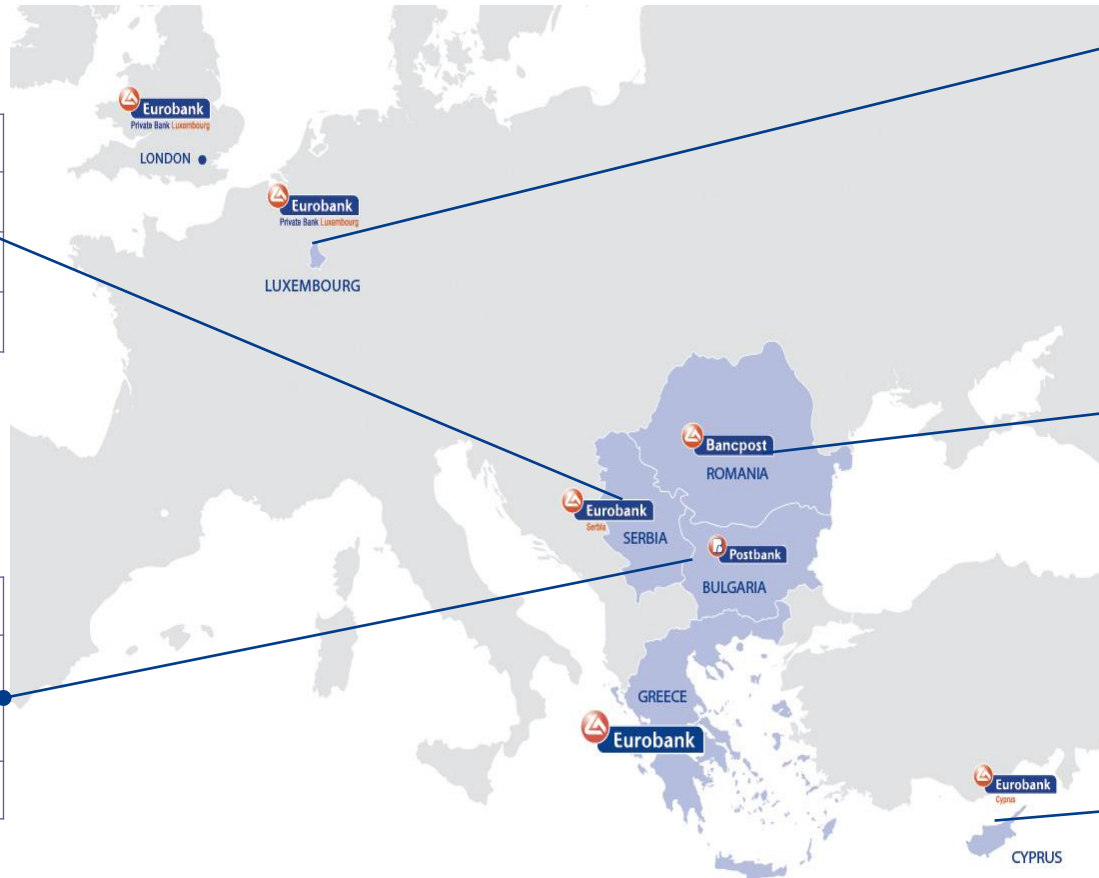 Eurobank
Private Bank Luxembourg
LONDON
Eurobank
Private Bank Luxembourg
LUXEMBOURG
Bancpost
ROMANIA
Eurobank
Serbia
SERBIA
Postbank
BULGARIA
GREECE
Eurobank
Eurobank
Cyprus
CYPRUS